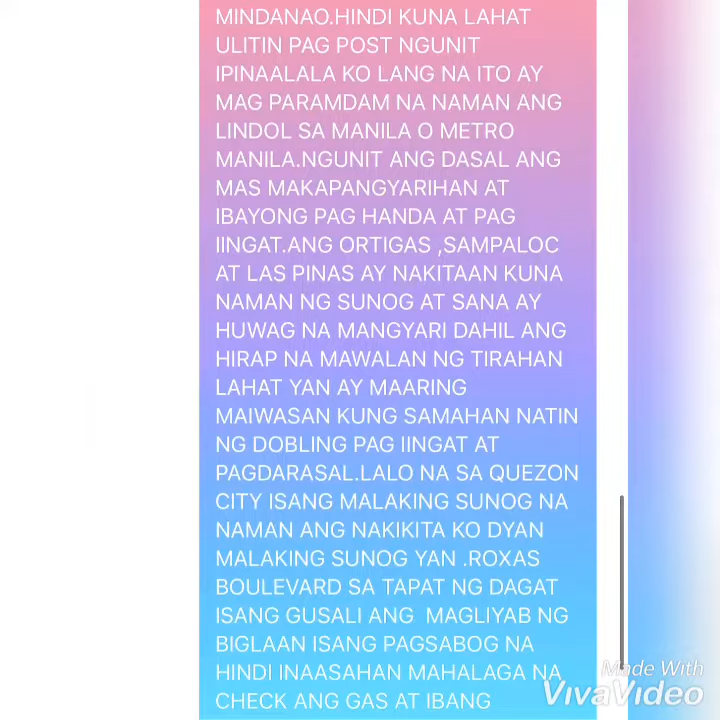 MINDANAO.HINDI KUNA LAHAT
ULITIN PAG POST NGUNIT
IPINAALALA KO LANG NA ITO AY
MAG PARAMDAM NA NAMAN ANG
LINDOL SA MANILA O METRO
MANILA.NGUNIT ANG DASAL ANG
MAS MAKAPANGYARIHAN AT
IBAYONG PAG HANDA AT PAG
IINGAT.ANG ORTIGAS ,SAMPALOC
AT LAS PINAS AY NAKITAAN KUNA
NAMAN NG SUNOG AT SANA AY
HUWAG NA MANGYARI DAHIL ANG
HIRAP NA MAWALAN NG TIRAHAN
LAHAT YAN AY MAARING
MAIWASAN KUNG SAMAHAN NATIN
NG DOBLING PAG IINGAT AT
PAGDARASAL.LALO NA SA QUEZON
CITY ISANG MALAKING SUNOG NA
NAMAN ANG NAKIKITA KO DYAN
MALAKING SUNOG YAN .ROXAS
BOULEVARD SA TAPAT NG DAGAT
ISANG GUSALI ANG  MAGLIYAB NG
BIGLAAN ISANG PAGSABOG NA
HINDI INAASAHAN MAHALAGA NA
CHECK ANG GAS AT IBANG
Made With
VivaVideo